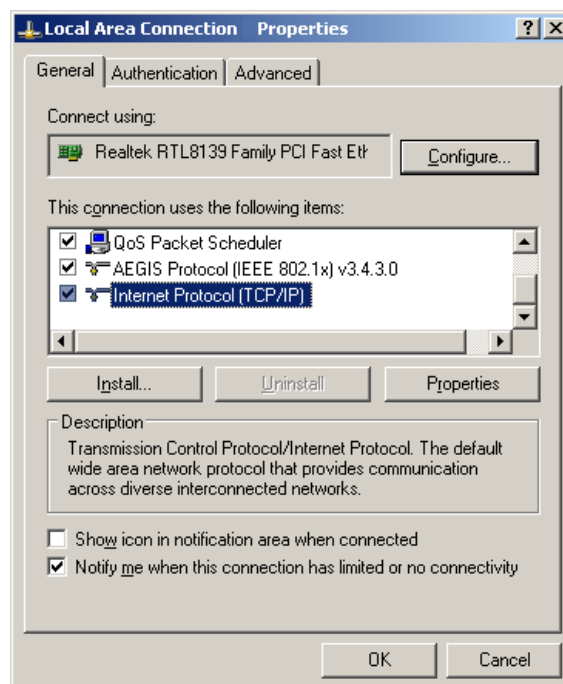 Local Area Connection Properties
General Authentication Advanced
Connect using:
Realtek RTL8139 Family PCI Fast Eth
Configure...
This connection uses the following items:
QoS Packet Scheduler
AEGIS Protocol (IEEE 802.1x) v3.4.3.0
Internet Protocol (TCP/IP)
Install... Uninstall Properties
Description
Transmission Control Protocol/Internet Protocol. The default
wide area network protocol that provides communication
across diverse interconnected networks.
Show icon in notification area when connected
Notify me when this connection has limited or no connectivity
OK Cancel